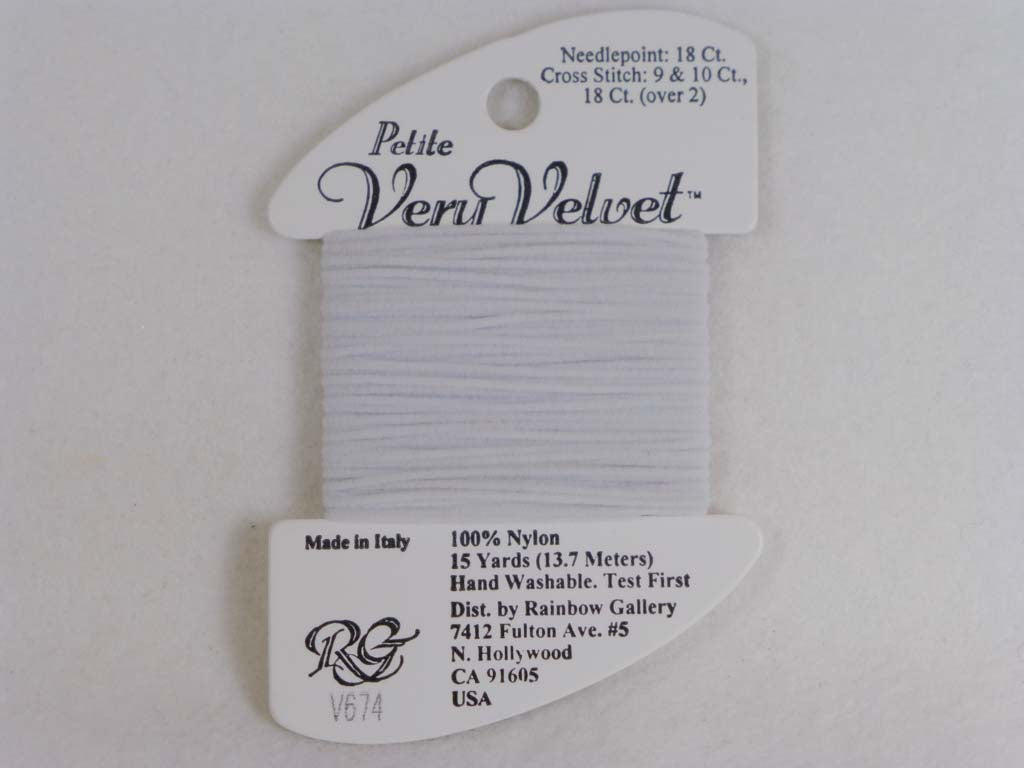 Needlepoint: 18 Ct.
Cross Stitch: 9 & 10 Ct.,
18 Ct. (over 2)
Petite
Very Velvet™
Made in Italy
100% Nylon
15 Yards (13.7 Meters)
Hand Washable. Test First
Dist. by Rainbow Gallery
7412 Fulton Ave. #5
N. Hollywood
CA 91605
USA
RG
V674